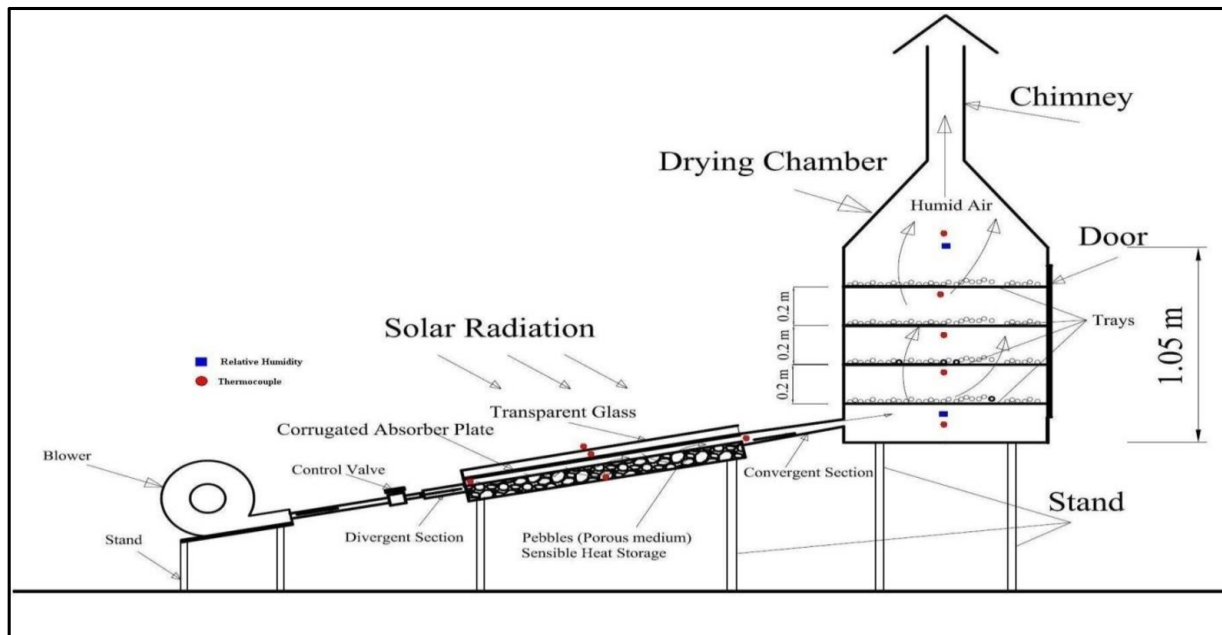 Chimney
Drying Chamber
Humid Air
Door
0.2 m
0.2 m
0.2 m
Trays
1.05 m
Solar Radiation
Relative Humidity
Thermocouple
Transparent Glass
Corrugated Absorber Plate
Blower
Control Valve
Convergent Section
Stand
Stand
Divergent Section
Pebbles (Porous medium)
Sensible Heat Storage